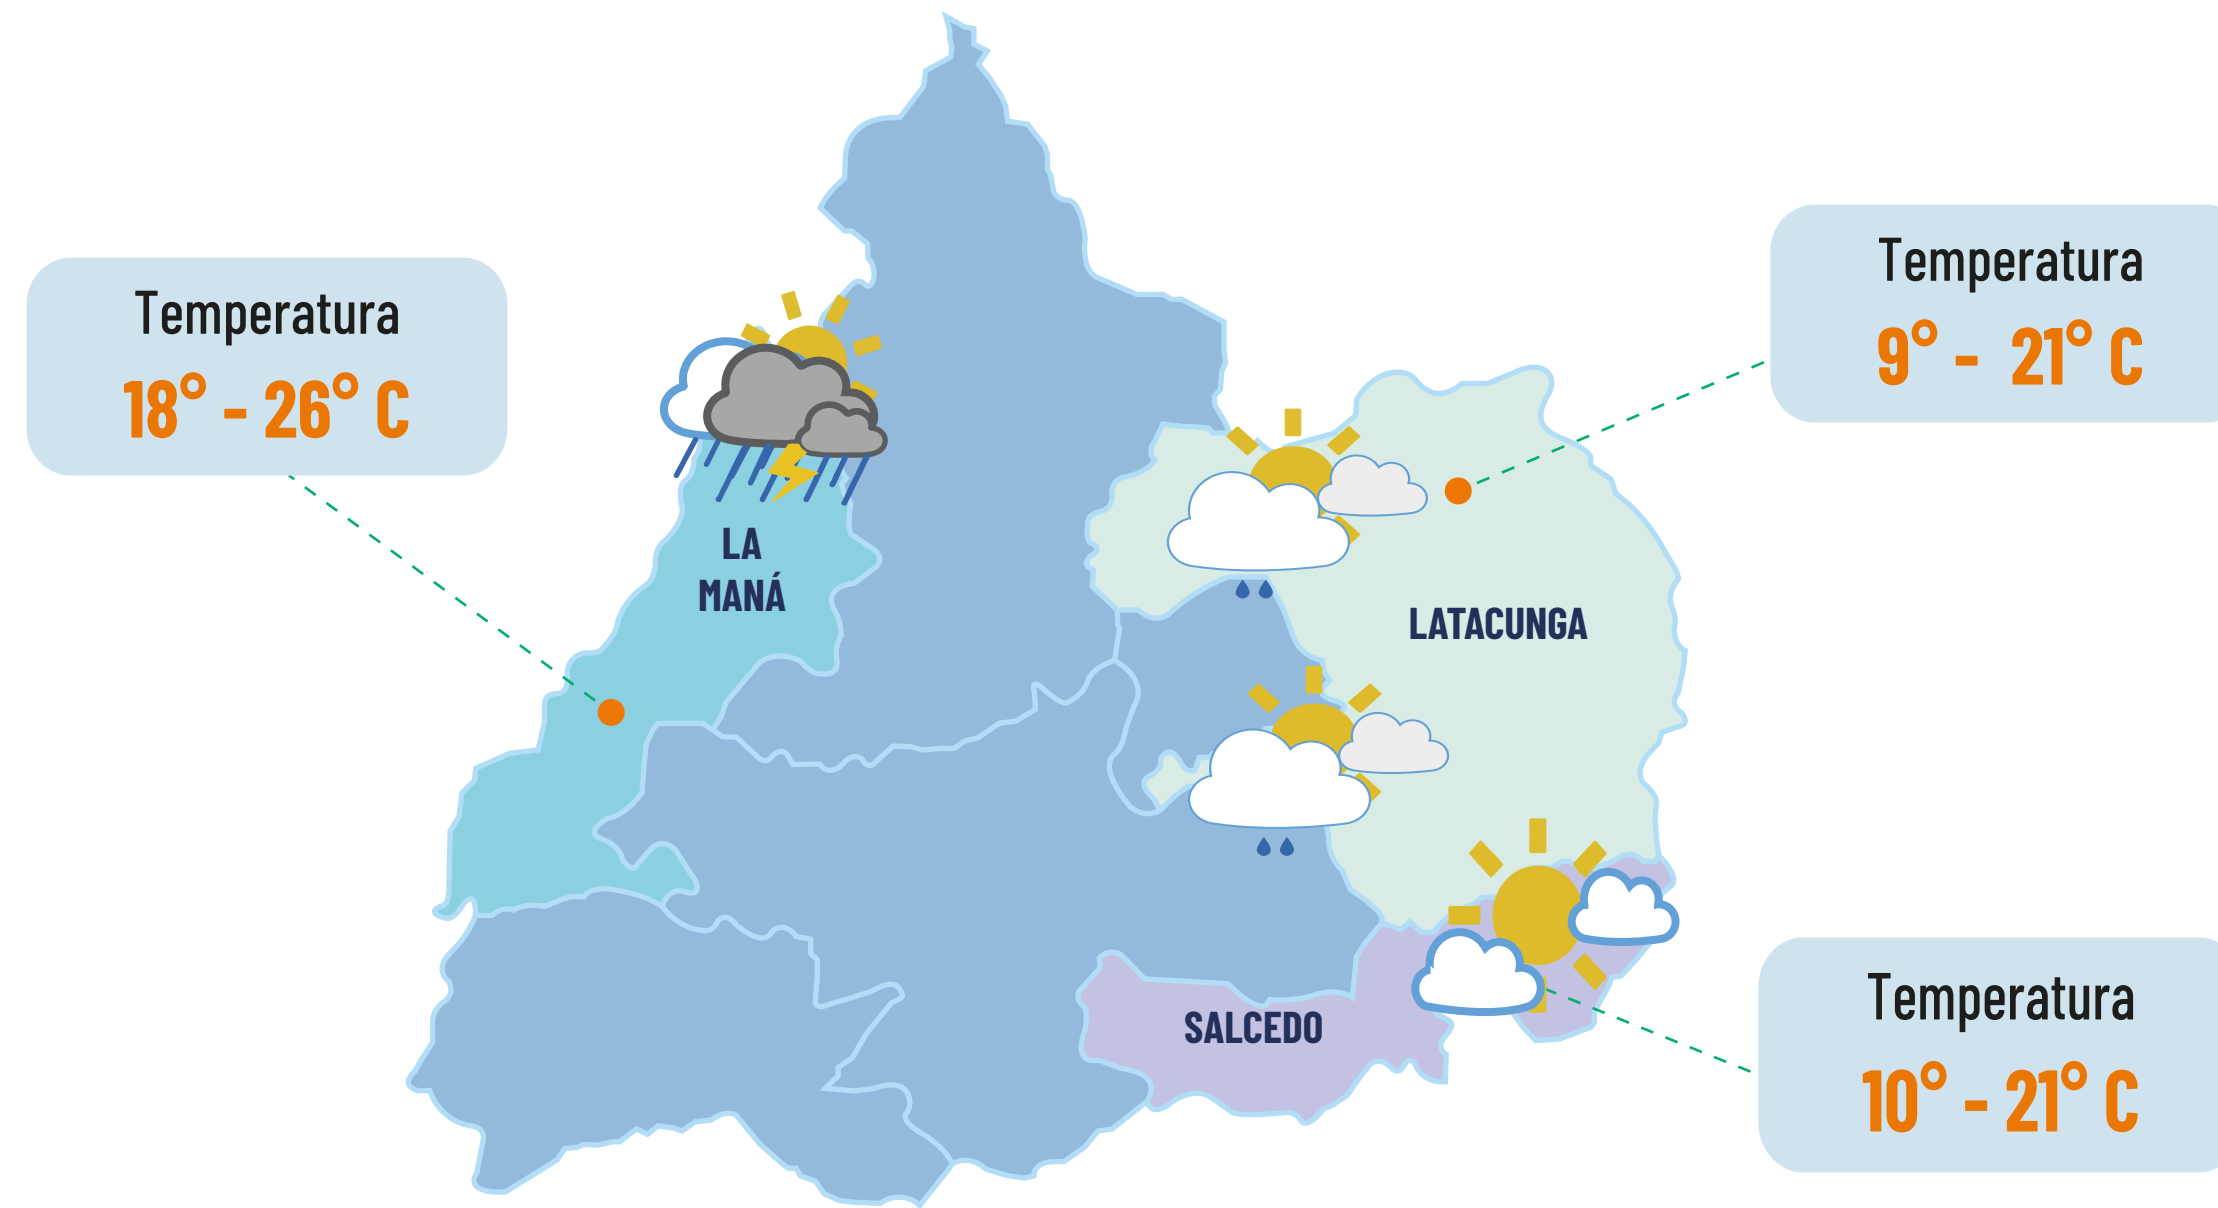 Temperatura
18° - 26° C
Temperatura
9° - 21° C
LA
MANÁ
LATACUNGA
SALCEDO
Temperatura
10° - 21° C